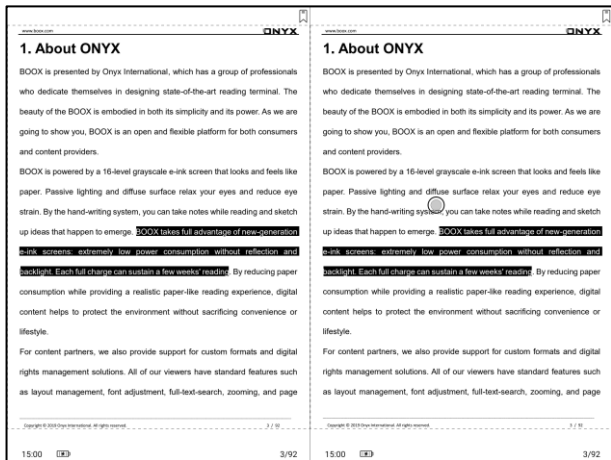 www.boox.com
ONYX
1. About ONYX
BOOX is presented by Onyx International, which has a group of professionals
who dedicate themselves in designing state-of-the-art reading terminal. The
beauty of the BOOX is embodied in both its simplicity and its power. As we are
going to show you, BOOX is an open and flexible platform for both consumers
and content providers.
BOOX is powered by a 16-level grayscale e-ink screen that looks and feels like
paper. Passive lighting and diffuse surface relax your eyes and reduce eye
strain. By the hand-writing system, you can take notes while reading and sketch
up ideas that happen to emerge. BOOX takes full advantage of new-generation
e-ink screens: extremely low power consumption without reflection and
backlight. Each full charge can sustain a few weeks' reading. By reducing paper
consumption while providing a realistic paper-like reading experience, digital
content helps to protect the environment without sacrificing convenience or
lifestyle.
For content partners, we also provide support for custom formats and digital
rights management solutions. All of our viewers have standard features such
as layout management, font adjustment, full-text-search, zooming, and page
Copyright © 2019 Onyx International. All rights reserved.
15:00
3/92
www.boox.com
ONYX
1. About ONYX
BOOX is presented by Onyx International, which has a group of professionals
who dedicate themselves in designing state-of-the-art reading terminal. The
beauty of the BOOX is embodied in both its simplicity and its power. As we are
going to show you, BOOX is an open and flexible platform for both consumers
and content providers.
BOOX is powered by a 16-level grayscale e-ink screen that looks and feels like
paper. Passive lighting and diffuse surface relax your eyes and reduce eye
strain. By the hand-writing system, you can take notes while reading and sketch
up ideas that happen to emerge. BOOX takes full advantage of new-generation
e-ink screens: extremely low power consumption without reflection and
backlight. Each full charge can sustain a few weeks' reading. By reducing paper
consumption while providing a realistic paper-like reading experience, digital
content helps to protect the environment without sacrificing convenience or
lifestyle.
For content partners, we also provide support for custom formats and digital
rights management solutions. All of our viewers have standard features such
as layout management, font adjustment, full-text-search, zooming, and page
Copyright © 2019 Onyx International. All rights reserved.
15:00
3/92